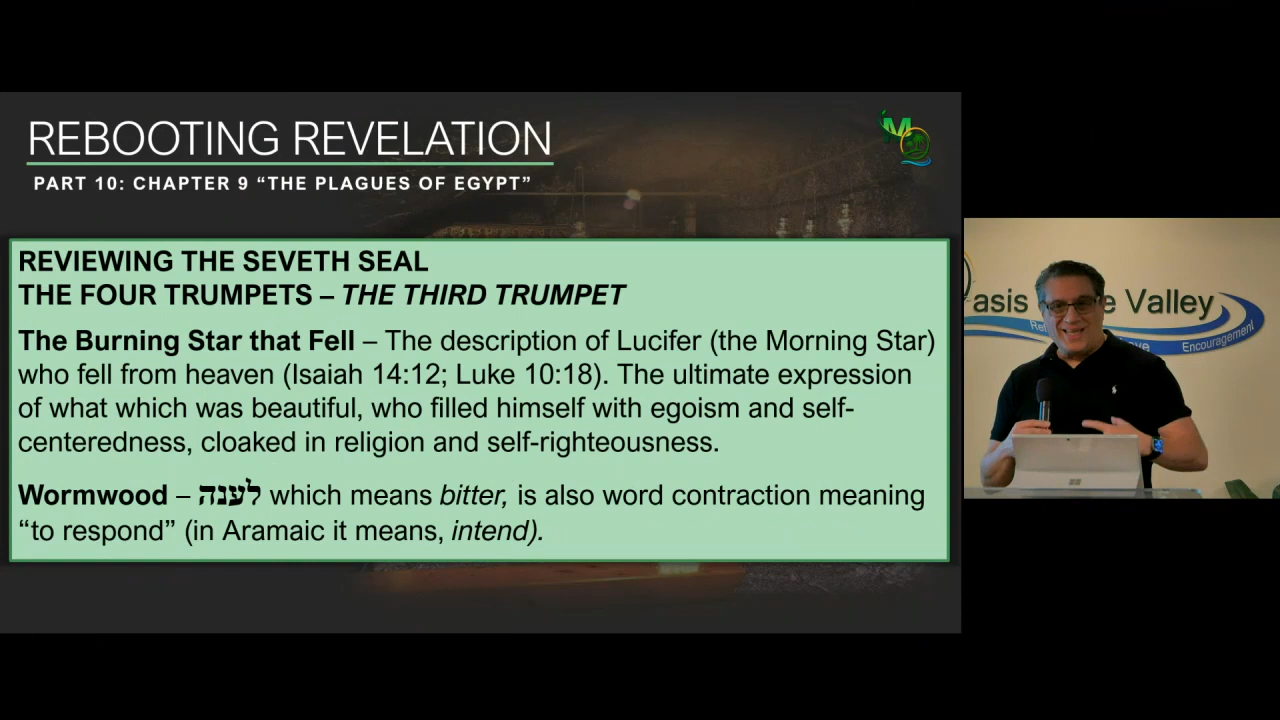 REBOOTING REVELATION
PART 10: CHAPTER 9 “THE PLAGUES OF EGYPT”
REVIEWING THE SEVETH SEAL
THE FOUR TRUMPETS – THE THIRD TRUMPET
The Burning Star that Fell – The description of Lucifer (the Morning Star)
who fell from heaven (Isaiah 14:12; Luke 10:18). The ultimate expression
of what which was beautiful, who filled himself with egoism and self-
centeredness, cloaked in religion and self-righteousness.
Wormwood – לענה which means bitter, is also word contraction meaning
“to respond” (in Aramaic it means, intend).
M
asis e Valley
Encouragement